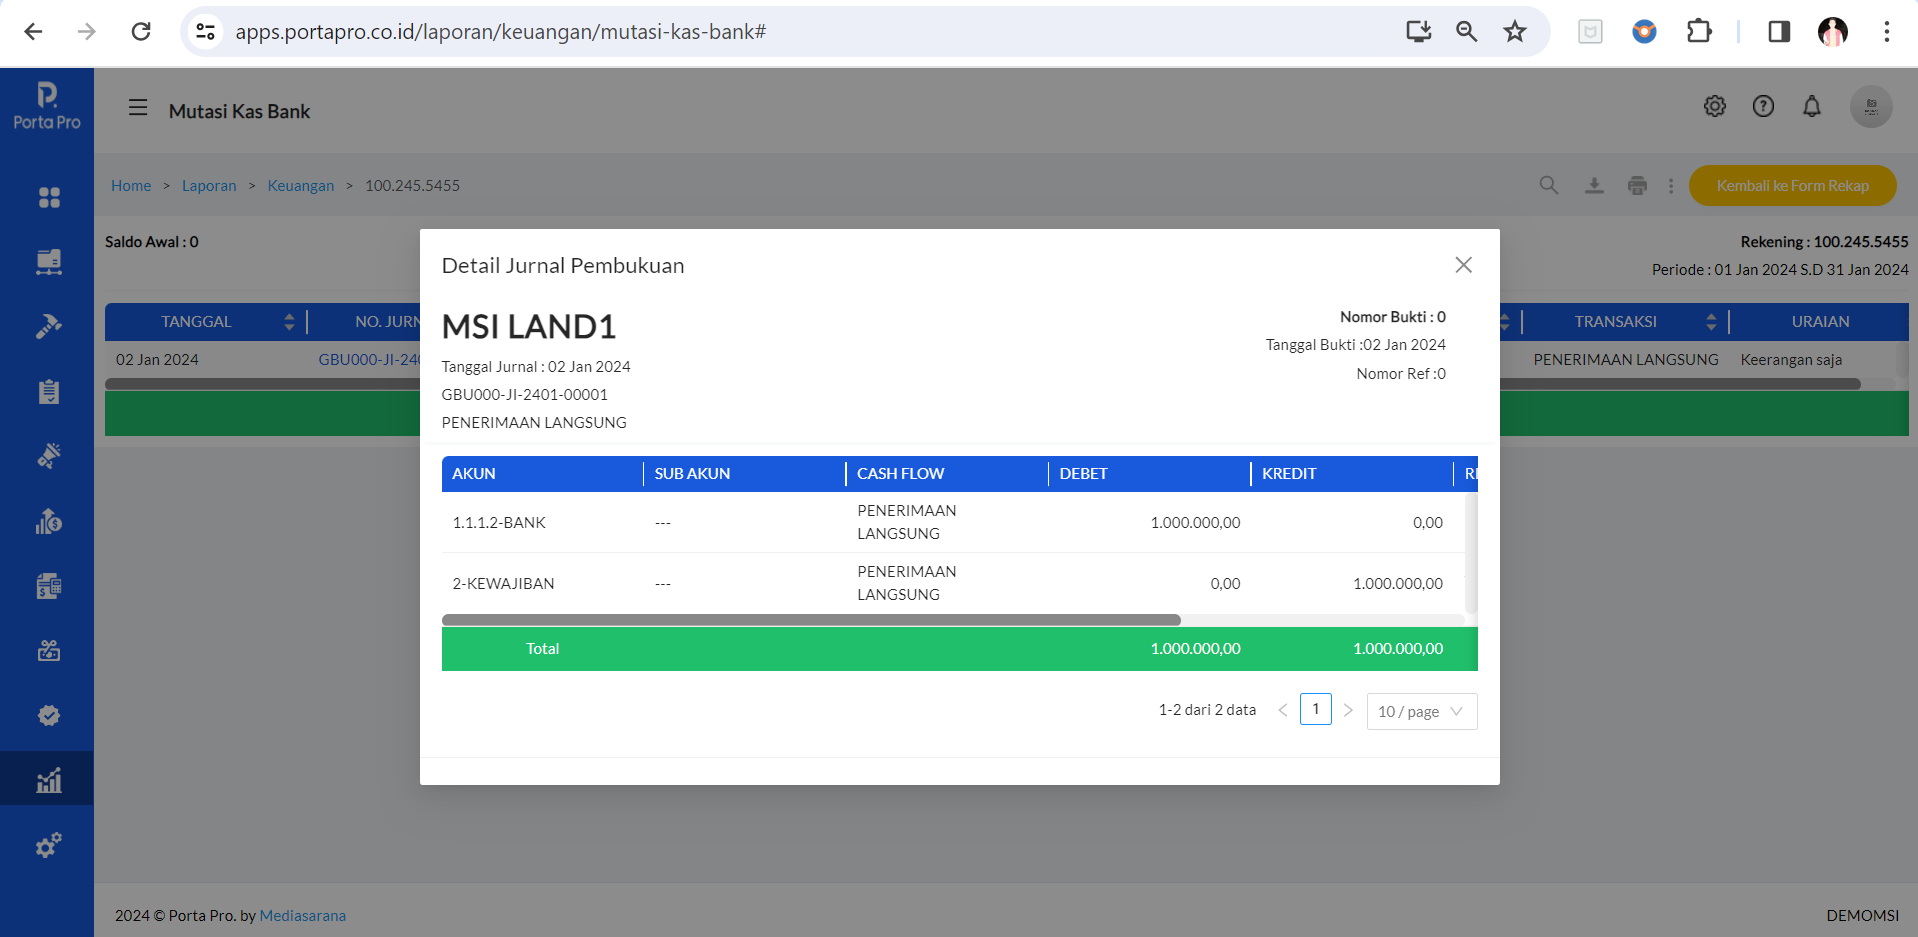 apps.portapro.co.id/laporan/keuangan/mutasi-kas-bank#
Porta Pro
Mutasi Kas Bank
Home > Laporan > Keuangan > 100.245.5455
Kembali ke Form Rekap
Saldo Awal : 0
Rekening : 100.245.5455
Periode : 01 Jan 2024 S.D 31 Jan 2024
TANGGAL NO. JURN TRANSAKSI URAIAN
02 Jan 2024 GBU000-JI-240 PENERIMAAN LANGSUNG Keerangan saja
Detail Jurnal Pembukuan
MSI LAND1
Tanggal Jurnal : 02 Jan 2024
GBU000-JI-2401-00001
PENERIMAAN LANGSUNG
Nomor Bukti : 0
Tanggal Bukti :02 Jan 2024
Nomor Ref :0
AKUN SUB AKUN CASH FLOW DEBET KREDIT
1.1.1.2-BANK --- PENERIMAAN LANGSUNG 1.000.000,00 0,00
2-KEWAJIBAN --- PENERIMAAN LANGSUNG 0,00 1.000.000,00
Total 1.000.000,00 1.000.000,00
1-2 dari 2 data < 1 > 10 / page
2024 © Porta Pro. by Mediasarana
DEMOMSI